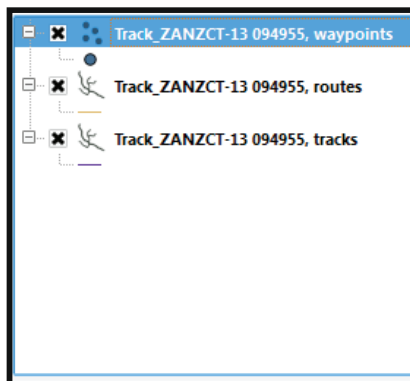 Track_ZANZCT-13 094955, waypoints
Track_ZANZCT-13 094955, routes
Track_ZANZCT-13 094955, tracks